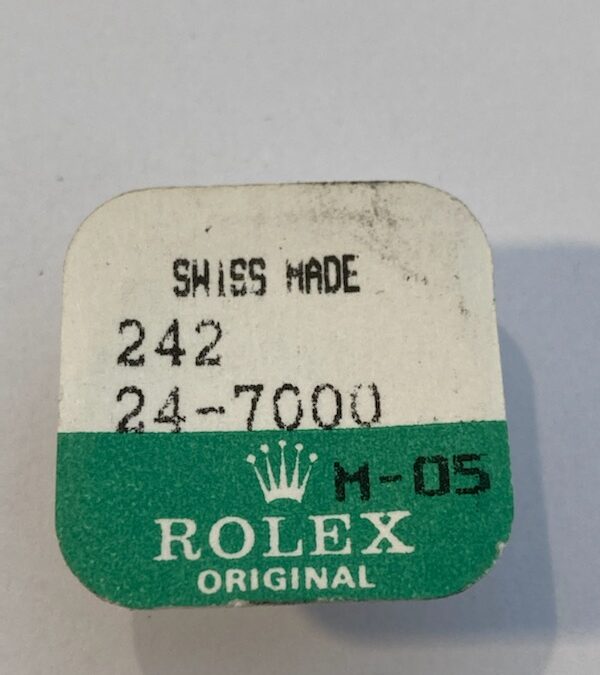 SWISS MADE
242
24-7000
M-05
ROLEX
ORIGINAL